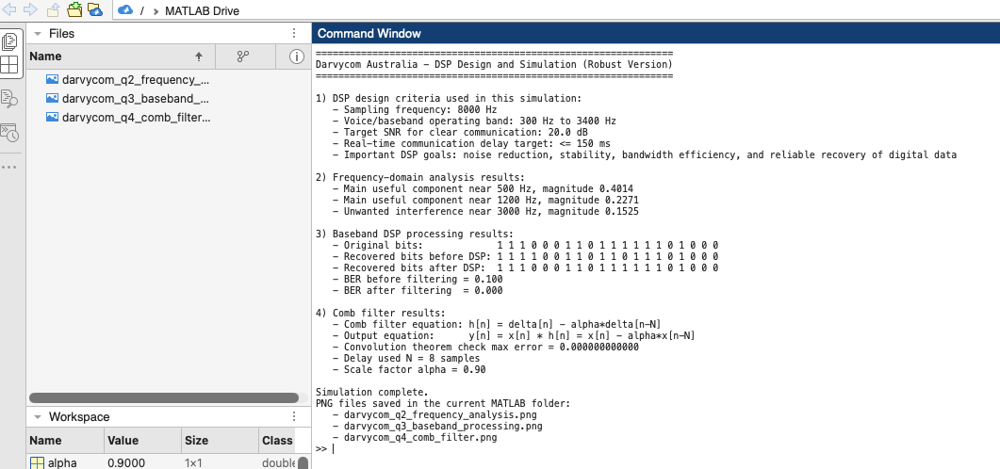 / › MATLAB Drive
Files
Name
darvycom_q2_frequency_...
darvycom_q3_baseband_...
darvycom_q4_comb_filter...
Workspace
Name Value Size Class
alpha 0.9000 1×1 double
Command Window
================================================================
Darvycom Australia - DSP Design and Simulation (Robust Version)
================================================================
1) DSP design criteria used in this simulation:
- Sampling frequency: 8000 Hz
- Voice/baseband operating band: 300 Hz to 3400 Hz
- Target SNR for clear communication: 20.0 dB
- Real-time communication delay target: <= 150 ms
- Important DSP goals: noise reduction, stability, bandwidth efficiency, and reliable recovery of digital data
2) Frequency-domain analysis results:
- Main useful component near 500 Hz, magnitude 0.4014
- Main useful component near 1200 Hz, magnitude 0.2271
- Unwanted interference near 3000 Hz, magnitude 0.1525
3) Baseband DSP processing results:
- Original bits: 1 1 1 0 0 0 1 1 0 1 1 1 1 1 1 0 1 0 0 0
- Recovered bits before DSP: 1 1 1 1 0 0 1 1 0 1 1 0 1 1 1 0 1 0 0 0
- Recovered bits after DSP: 1 1 1 0 0 0 1 1 0 1 1 1 1 1 1 0 1 0 0 0
- BER before filtering = 0.100
- BER after filtering = 0.000
4) Comb filter results:
- Comb filter equation: h[n] = delta[n] - alpha*delta[n-N]
- Output equation: y[n] = x[n] * h[n] = x[n] - alpha*x[n-N]
- Convolution theorem check max error = 0.000000000000
- Delay used N = 8 samples
- Scale factor alpha = 0.90
Simulation complete.
PNG files saved in the current MATLAB folder:
- darvycom_q2_frequency_analysis.png
- darvycom_q3_baseband_processing.png
- darvycom_q4_comb_filter.png
>>